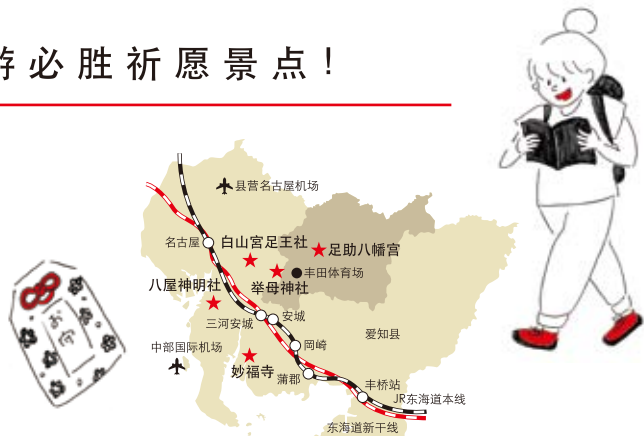 游必胜祈愿景点！
县营名古屋机场
名古屋
白山宮足王社
足助八幡宮
丰田体育场
八屋神明社
举母神社
三河安城
安城
爱知县
中部国际机场
岡崎
妙福寺
蒲郡
丰桥站
JR东海道本线
东海道新干线
お守